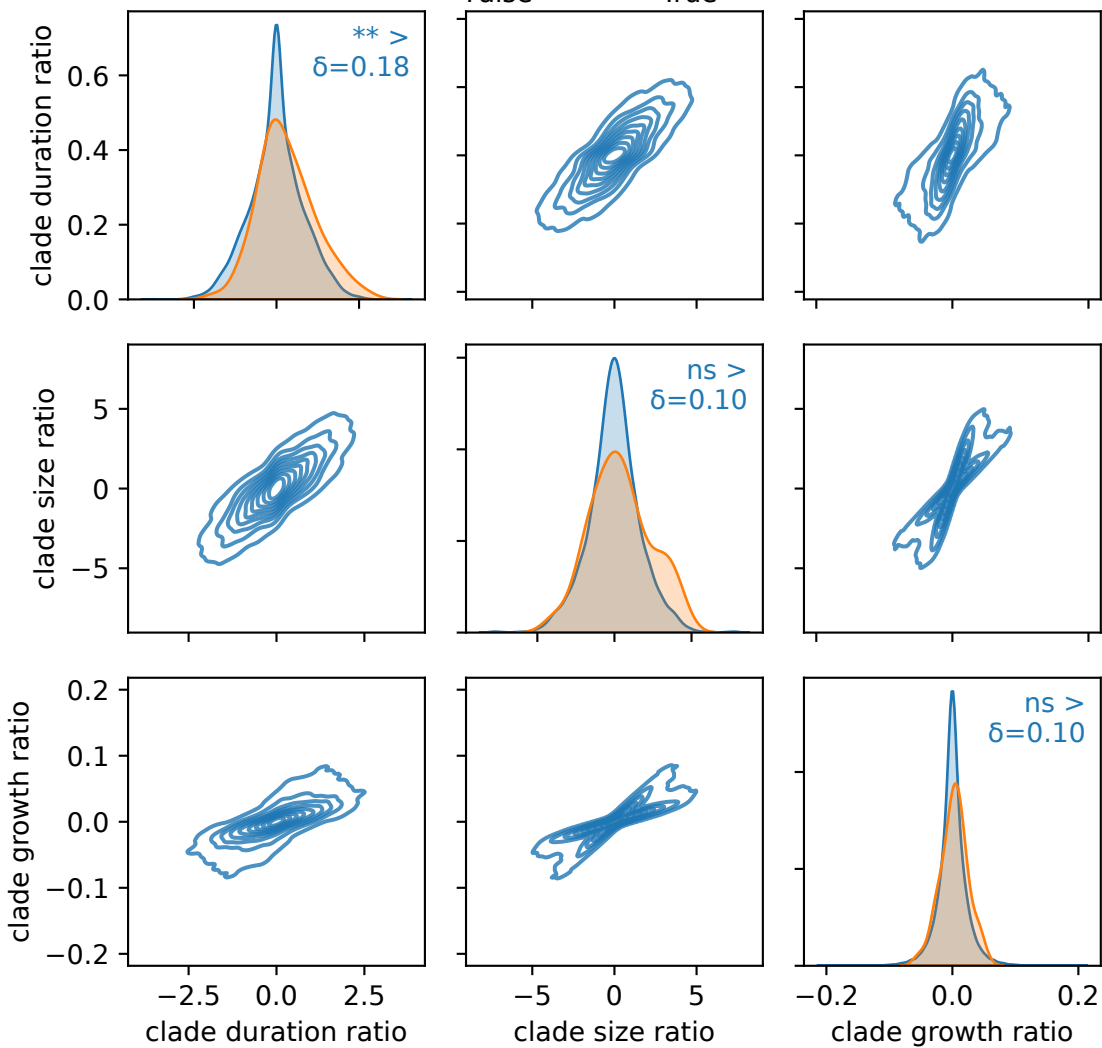 clade duration ratio
0.6
0.4
0.2
0.0
** >
δ=0.18
clade size ratio
5
0
−5
ns >
δ=0.10
clade growth ratio
0.2
0.1
0.0
−0.1
−0.2
ns >
δ=0.10
−2.5 0.0 2.5
−5 0 5
−0.2 0.0 0.2
clade duration ratio
clade size ratio
clade growth ratio